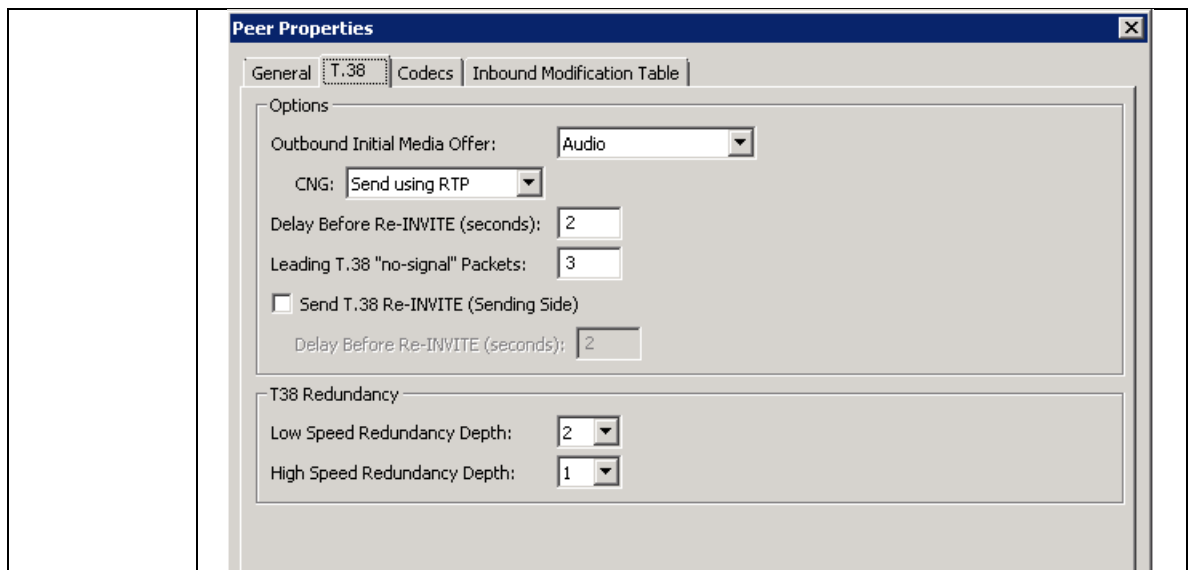 Peer Properties
General T.38 Codecs Inbound Modification Table
Options
Outbound Initial Media Offer: Audio
CNG: Send using RTP
Delay Before Re-INVITE (seconds): 2
Leading T.38 "no-signal" Packets: 3
Send T.38 Re-INVITE (Sending Side)
Delay Before Re-INVITE (seconds): 2
T38 Redundancy
Low Speed Redundancy Depth: 2
High Speed Redundancy Depth: 1